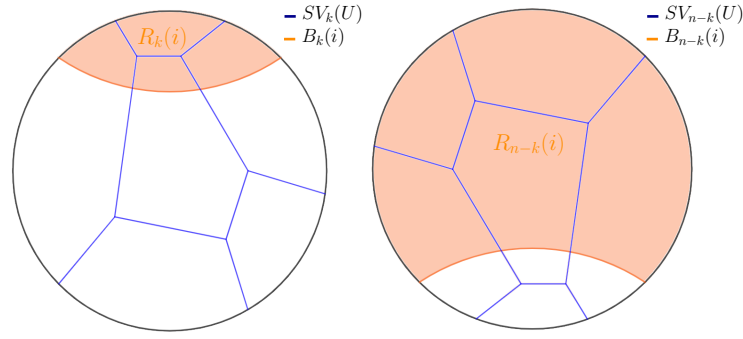 SV_k(U)
B_k(i)
R_k(i)
SV_{n-k}(U)
B_{n-k}(i)
R_{n-k}(i)